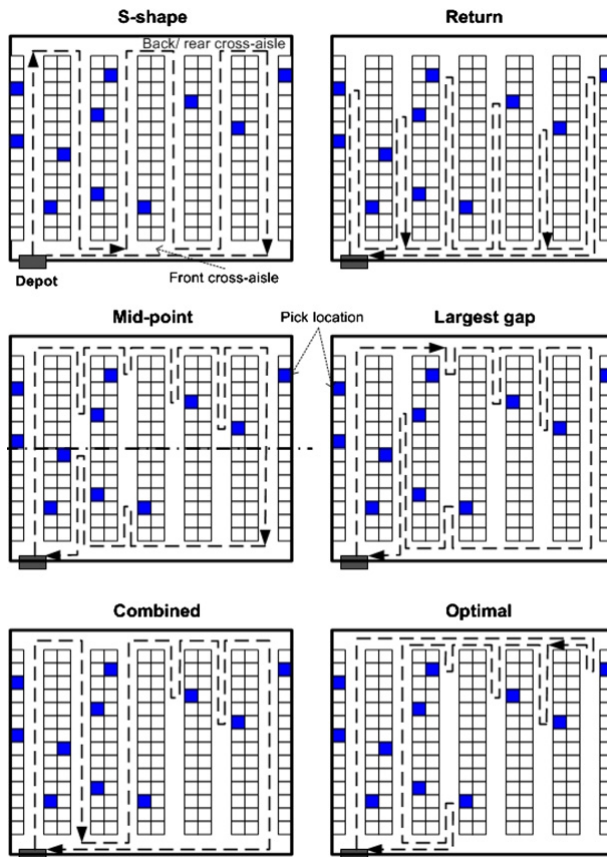 S-shape
Return
Back/ rear cross-aisle
Depot
Front cross-aisle
Mid-point
Pick location
Largest gap
Combined
Optimal